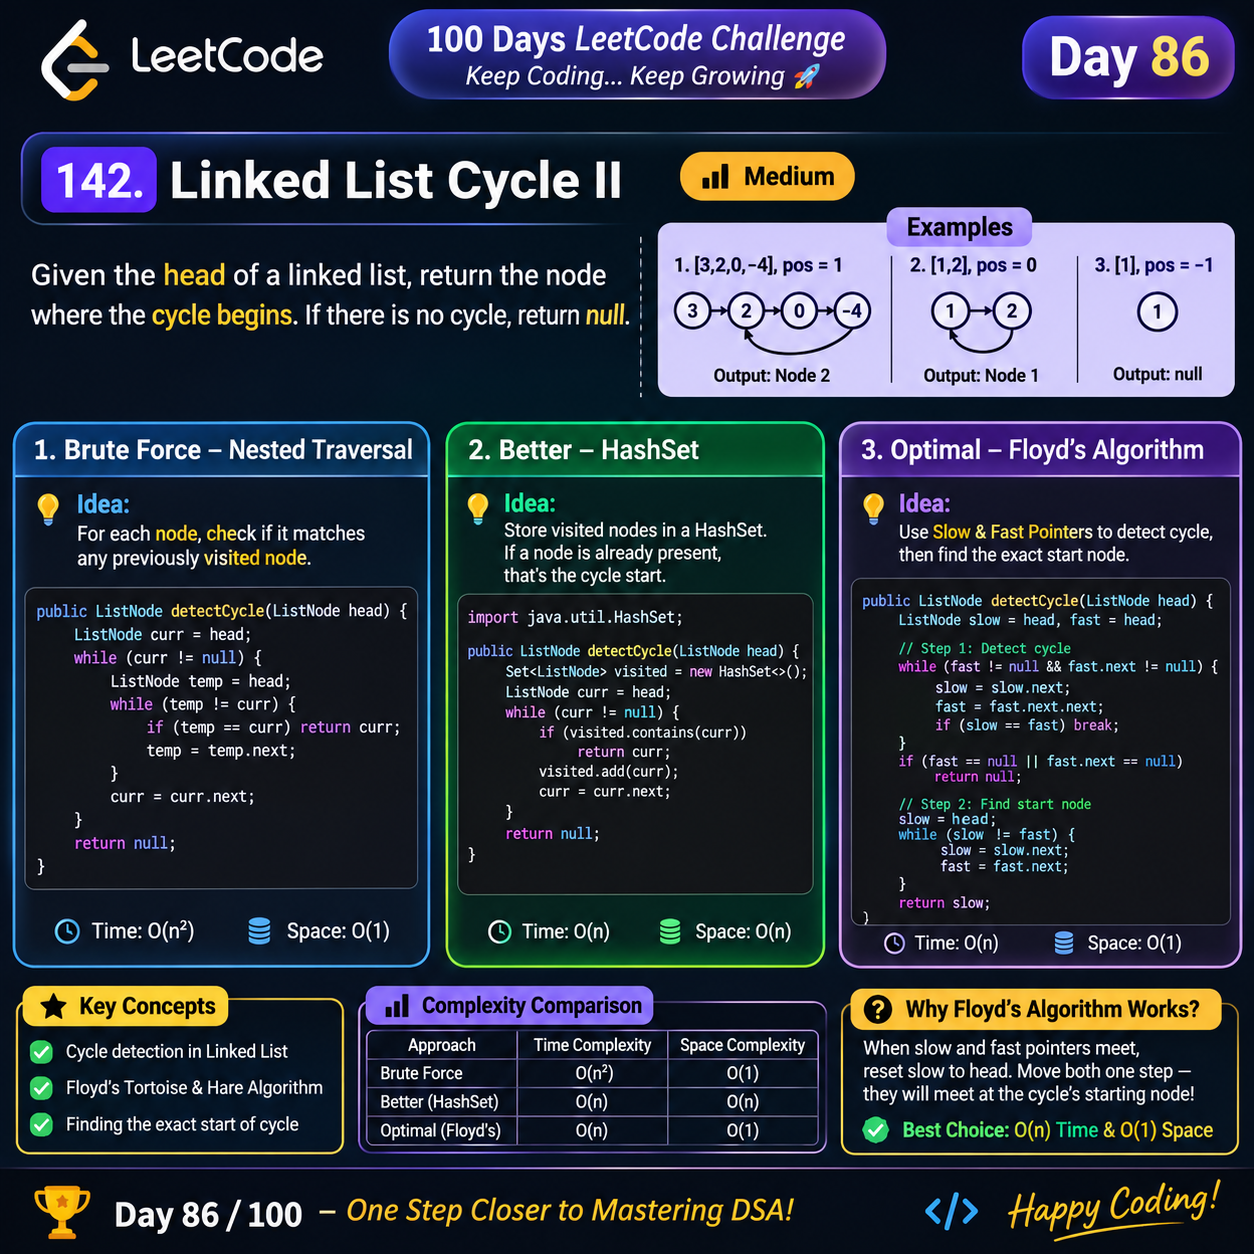 LeetCode
100 Days LeetCode Challenge
Keep Coding... Keep Growing 🚀
Day 86
142. Linked List Cycle II
Medium
Given the head of a linked list, return the node
where the cycle begins. If there is no cycle, return null.
Examples
1. [3,2,0,-4], pos = 1
3 2 0 -4
Output: Node 2
2. [1,2], pos = 0
1 2
Output: Node 1
3. [1], pos = -1
1
Output: null
1. Brute Force – Nested Traversal
Idea:
For each node, check if it matches
any previously visited node.
public ListNode detectCycle(ListNode head) {
    ListNode curr = head;
    while (curr != null) {
        ListNode temp = head;
        while (temp != curr) {
            if (temp == curr) return curr;
            temp = temp.next;
        }
        curr = curr.next;
    }
    return null;
}
Time: O(n²)
Space: O(1)
2. Better – HashSet
Idea:
Store visited nodes in a HashSet.
If a node is already present,
that's the cycle start.
import java.util.HashSet;
public ListNode detectCycle(ListNode head) {
    Set<ListNode> visited = new HashSet<>();
    ListNode curr = head;
    while (curr != null) {
        if (visited.contains(curr))
            return curr;
        visited.add(curr);
        curr = curr.next;
    }
    return null;
}
Time: O(n)
Space: O(n)
3. Optimal – Floyd's Algorithm
Idea:
Use Slow & Fast Pointers to detect cycle,
then find the exact start node.
public ListNode detectCycle(ListNode head) {
    ListNode slow = head, fast = head;
    // Step 1: Detect cycle
    while (fast != null && fast.next != null) {
        slow = slow.next;
        fast = fast.next.next;
        if (slow == fast) break;
    }
    if (fast == null || fast.next == null)
        return null;
    // Step 2: Find start node
    slow = head;
    while (slow != fast) {
        slow = slow.next;
        fast = fast.next;
    }
    return slow;
}
Time: O(n)
Space: O(1)
Key Concepts
Cycle detection in Linked List
Floyd's Tortoise & Hare Algorithm
Finding the exact start of cycle
Complexity Comparison
Approach Time Complexity Space Complexity
Brute Force O(n²) O(1)
Better (HashSet) O(n) O(n)
Optimal (Floyd's) O(n) O(1)
Why Floyd's Algorithm Works?
When slow and fast pointers meet,
reset slow to head. Move both one step —
they will meet at the cycle's starting node!
Best Choice: O(n) Time & O(1) Space
Day 86 / 100 – One Step Closer to Mastering DSA!
</> Happy Coding!